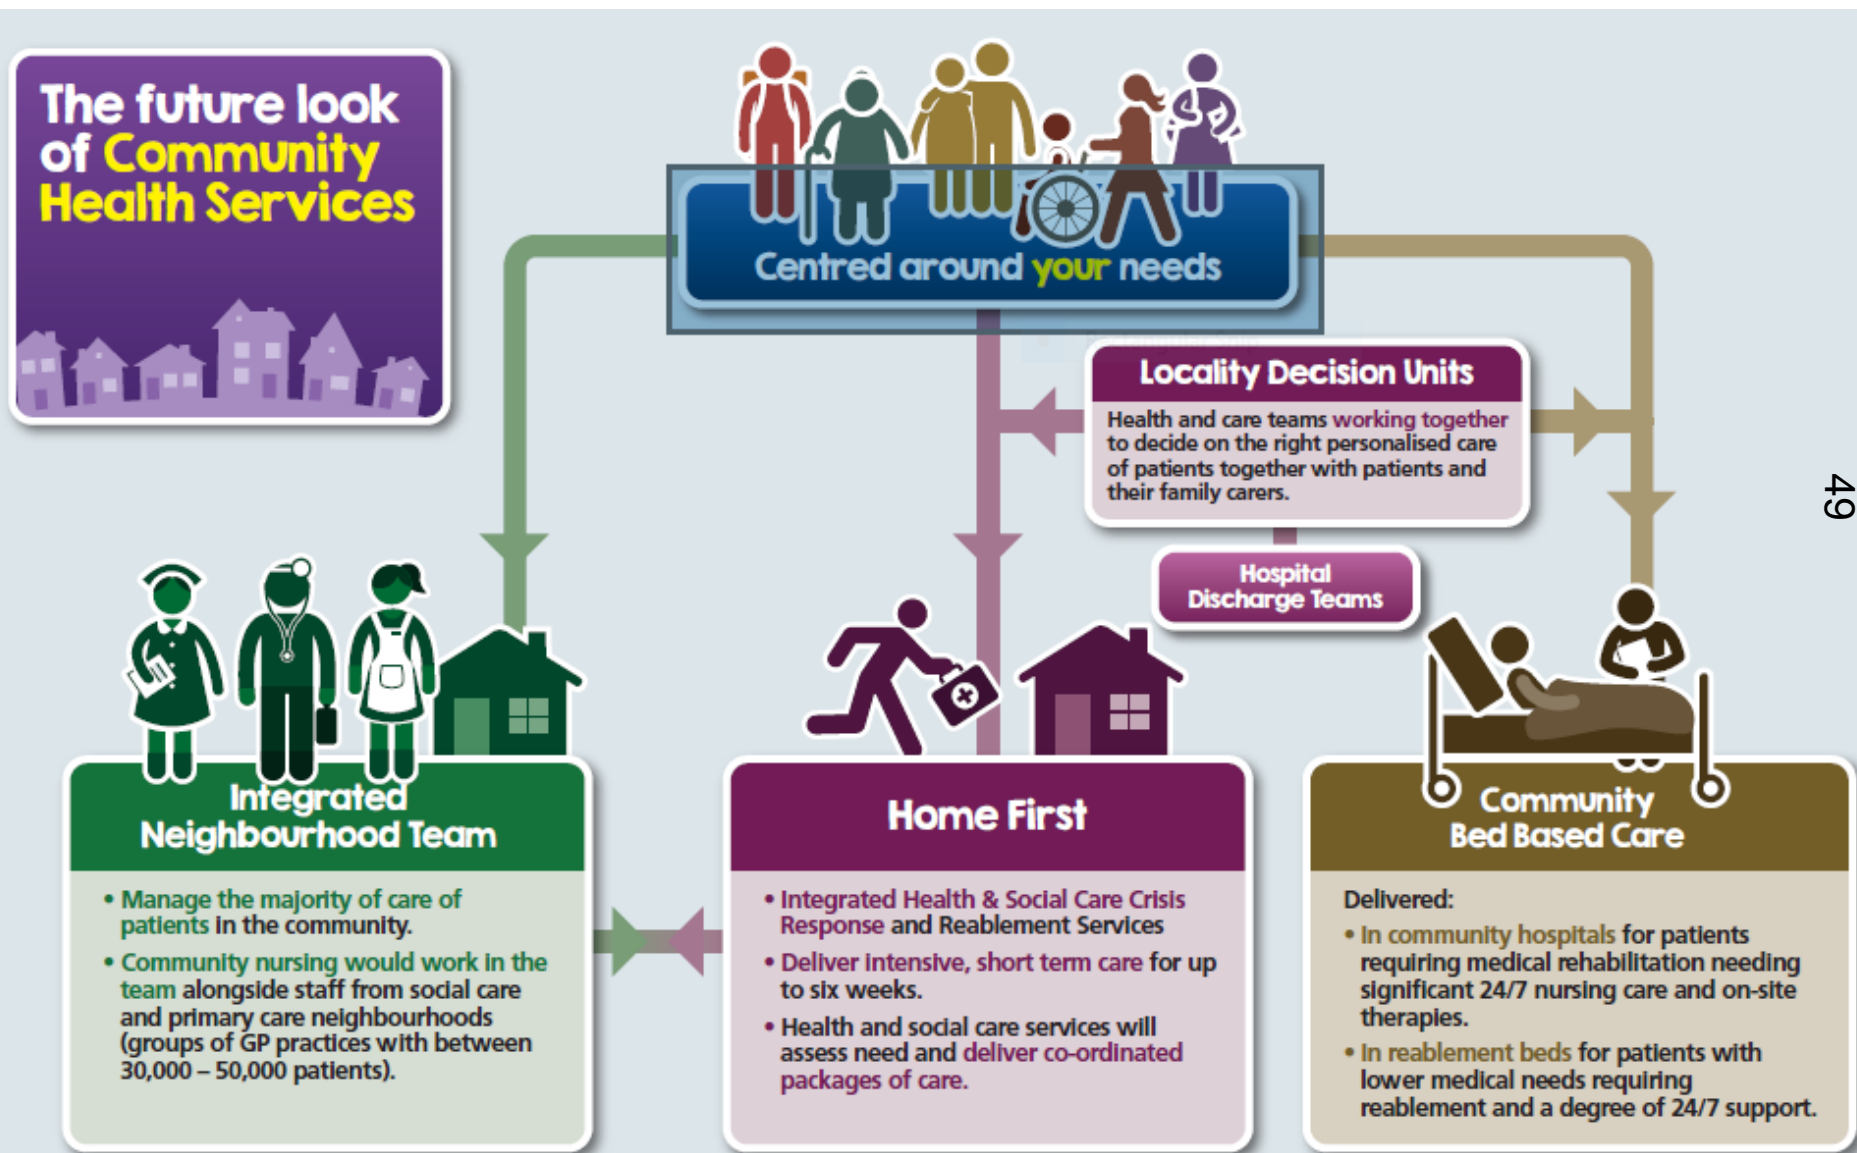 The future look
of Community
Health Services
Centred around your needs
Locality Decision Units
Health and care teams working together
to decide on the right personalised care
of patients together with patients and
their family carers.
Hospital
Discharge Teams
49
Integrated
Neighbourhood Team
• Manage the majority of care of
patients in the community.
• Community nursing would work in the
team alongside staff from social care
and primary care neighbourhoods
(groups of GP practices with between
30,000 – 50,000 patients).
Home First
• Integrated Health & Social Care Crisis
Response and Reablement Services
• Deliver intensive, short term care for up
to six weeks.
• Health and social care services will
assess need and deliver co-ordinated
packages of care.
Community
Bed Based Care
Delivered:
• In community hospitals for patients
requiring medical rehabilitation needing
significant 24/7 nursing care and on-site
therapies.
• In reablement beds for patients with
lower medical needs requiring
reablement and a degree of 24/7 support.